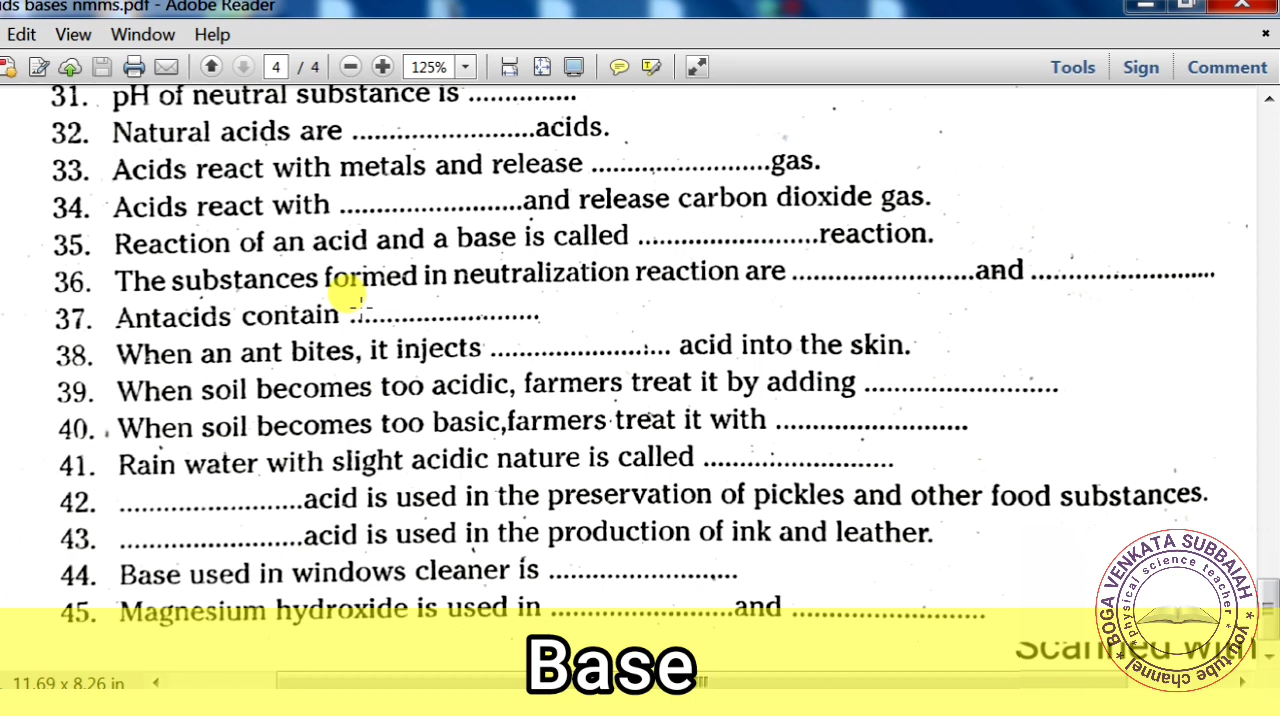 ds bases nmms.pdf - Adobe Reader
Edit View Window Help
4 / 4 125% Tools Sign Comment
31. pH of neutral substance is ...............
32. Natural acids are ..........................acids.
33. Acids react with metals and release .........................gas.
34. Acids react with .........................and release carbon dioxide gas.
35. Reaction of an acid and a base is called .........................reaction.
36. The substances formed in neutralization reaction are .........................and .........................
37. Antacids contain .........................
38. When an ant bites, it injects ......................... acid into the skin.
39. When soil becomes too acidic, farmers treat it by adding .........................
40. When soil becomes too basic,farmers treat it with .........................
41. Rain water with slight acidic nature is called .........................
42. .........................acid is used in the preservation of pickles and other food substances.
43. .........................acid is used in the production of ink and leather.
44. Base used in windows cleaner is .........................
45. Magnesium hydroxide is used in .........................and .........................
Scanned with
Base
11.69 x 8.26 in
BOGA VENKATA SUBBAIAH * youtube channel *
* physical science teacher *